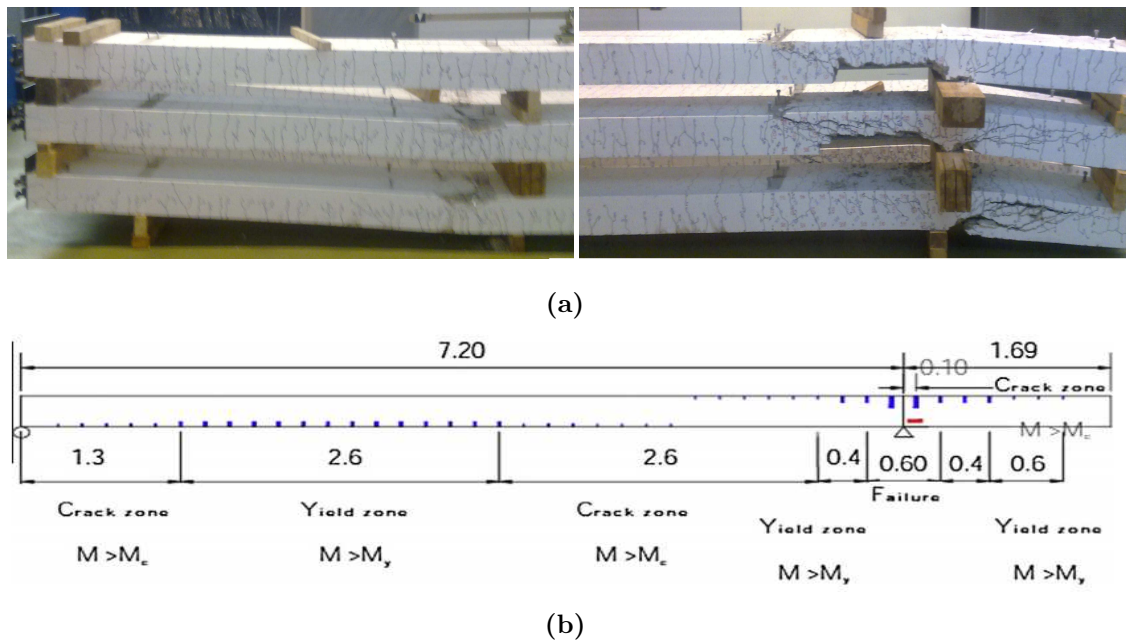 (a)
7.20
1.69
0.10
Crack zone
M >Mc
1.3
2.6
2.6
0.4
0.60
0.4
0.6
Failure
Crack zone
Yield zone
Crack zone
Yield zone
Yield zone
M >Mc
M >My
M >Mc
M >My
M >My
(b)